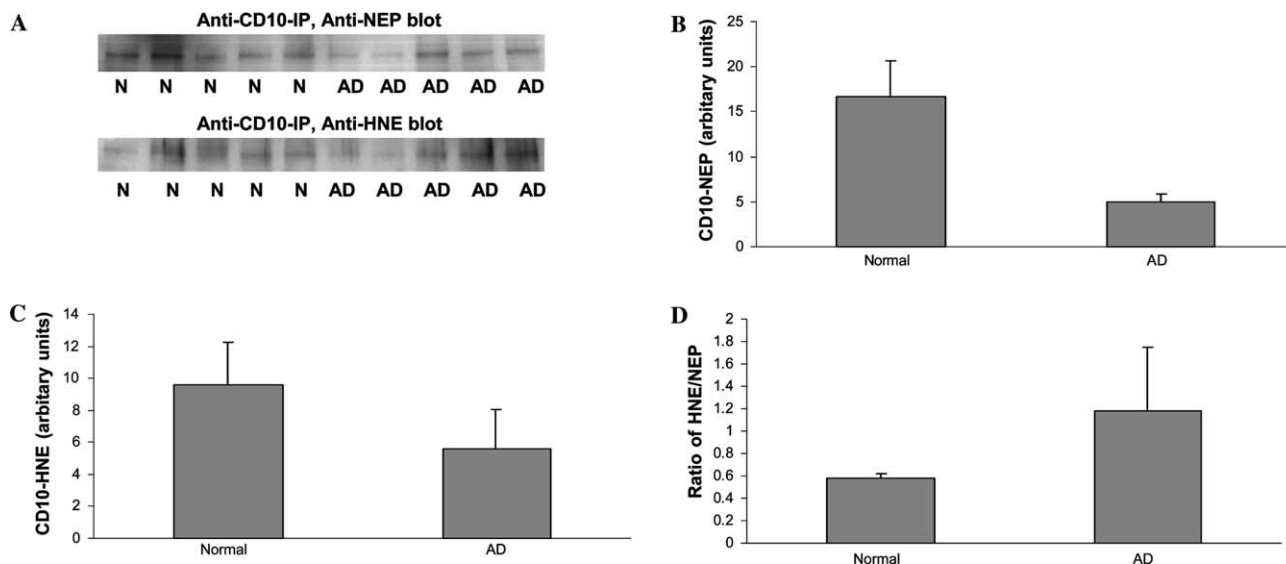 A
Anti-CD10-IP, Anti-NEP blot
N N N N N AD AD AD AD AD
Anti-CD10-IP, Anti-HNE blot
N N N N N AD AD AD AD AD
B
CD10-NEP (arbitary units)
25
20
15
10
5
0
Normal AD
C
CD10-HNE (arbitary units)
14
12
10
8
6
4
2
0
Normal AD
D
Ratio of HNE/NEP
2
1.8
1.6
1.4
1.2
1
0.8
0.6
0.4
0.2
0
Normal AD